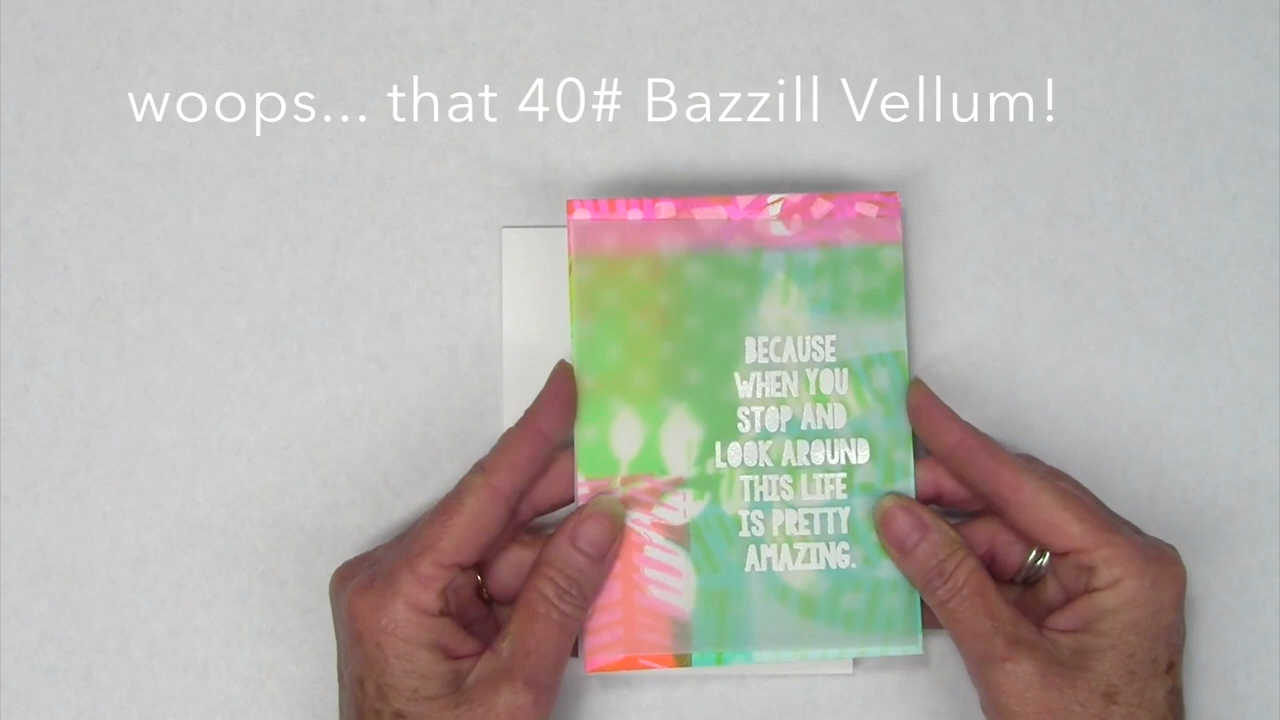 woops... that 40# Bazzill Vellum!
BECAUSE
WHEN YOU
STOP AND
LOOK AROUND
THIS LIFE
IS PRETTY
AMAZING.